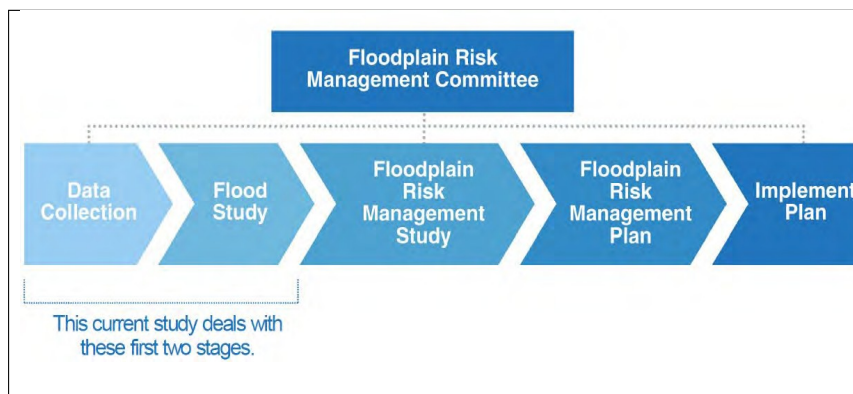 Floodplain Risk
Management Committee
Data
Collection
Flood
Study
Floodplain
Risk
Management
Study
Floodplain
Risk
Management
Plan
Implement
Plan
This current study deals with
these first two stages.